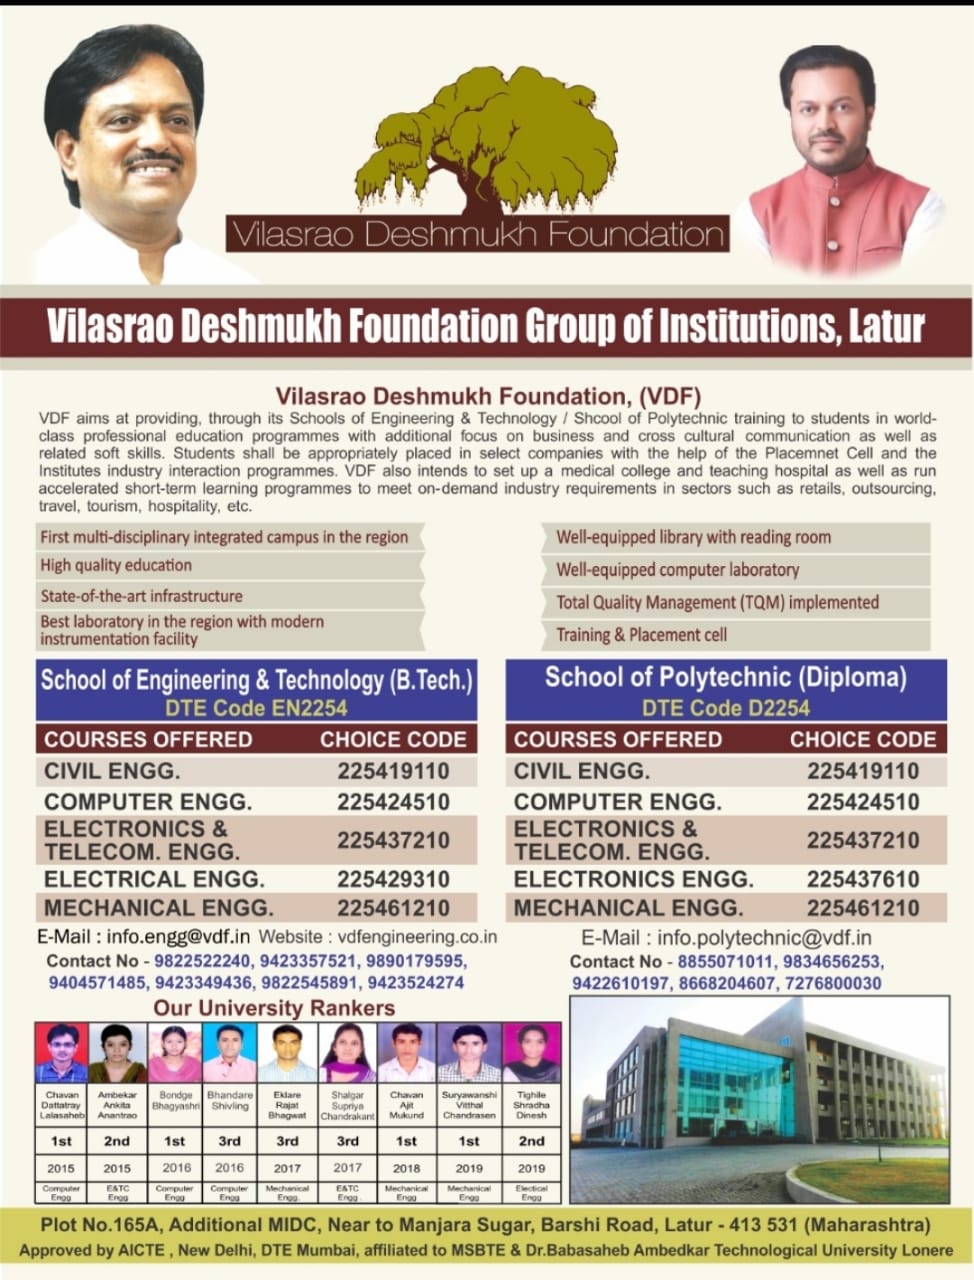 Vilasrao Deshmukh Foundation
Vilasrao Deshmukh Foundation Group of Institutions, Latur
Vilasrao Deshmukh Foundation, (VDF)
VDF aims at providing, through its Schools of Engineering & Technology / Shcool of Polytechnic training to students in world-
class professional education programmes with additional focus on business and cross cultural communication as well as
related soft skills. Students shall be appropriately placed in select companies with the help of the Placemnet Cell and the
Institutes industry interaction programmes. VDF also intends to set up a medical college and teaching hospital as well as run
accelerated short-term learning programmes to meet on-demand industry requirements in sectors such as retails, outsourcing,
travel, tourism, hospitality, etc.
First multi-disciplinary integrated campus in the region
High quality education
State-of-the-art infrastructure
Best laboratory in the region with modern
instrumentation facility
Well-equipped library with reading room
Well-equipped computer laboratory
Total Quality Management (TQM) implemented
Training & Placement cell
School of Engineering & Technology (B.Tech.)
DTE Code EN2254
COURSES OFFERED CHOICE CODE
CIVIL ENGG. 225419110
COMPUTER ENGG. 225424510
ELECTRONICS &
TELECOM. ENGG. 225437210
ELECTRICAL ENGG. 225429310
MECHANICAL ENGG. 225461210
E-Mail : info.engg@vdf.in Website : vdfengineering.co.in
Contact No - 9822522240, 9423357521, 9890179595,
9404571485, 9423349436, 9822545891, 9423524274
School of Polytechnic (Diploma)
DTE Code D2254
COURSES OFFERED CHOICE CODE
CIVIL ENGG. 225419110
COMPUTER ENGG. 225424510
ELECTRONICS &
TELECOM. ENGG. 225437210
ELECTRONICS ENGG. 225437610
MECHANICAL ENGG. 225461210
E-Mail : info.polytechnic@vdf.in
Contact No - 8855071011, 9834656253,
9422610197, 8668204607, 7276800030
Our University Rankers
Chavan Dattatray Lalasaheb
1st
2015
Computer Engg
Ambekar Ankita Anantrao
2nd
2015
E&TC Engg
Bondge Bhagyashri
1st
2016
Computer Engg
Bhandare Shivling
3rd
2016
Computer Engg
Eklare Rajat Bhagwat
3rd
2017
Mechanical Engg.
Shalgar Supriya Chandrakant
3rd
2017
E&TC Engg .
Chavan Ajit Mukund
1st
2018
Mechanical Engg
Suryawanshi Vitthal Chandrasen
1st
2019
Mechanical Engg
Tighile Shradha Dinesh
2nd
2019
Electical Engg
Plot No.165A, Additional MIDC, Near to Manjara Sugar, Barshi Road, Latur - 413 531 (Maharashtra)
Approved by AICTE , New Delhi, DTE Mumbai, affiliated to MSBTE & Dr.Babasaheb Ambedkar Technological University Lonere